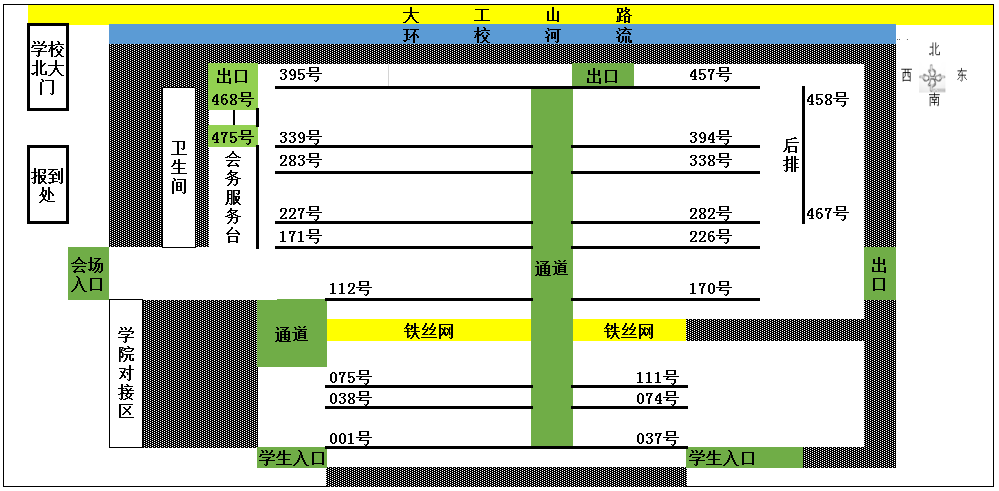 大工山路
环校河流
学校
北大
门
北
西
东
南
出口
395号
出口
457号
468号
458号
475号
339号
394号
后排
卫生间
会务服务台
283号
338号
报到
处
227号
282号
467号
171号
226号
会场
入口
通道
出口
112号
170号
学院对接区
通道
铁丝网
铁丝网
075号
111号
038号
074号
001号
037号
学生入口
学生入口